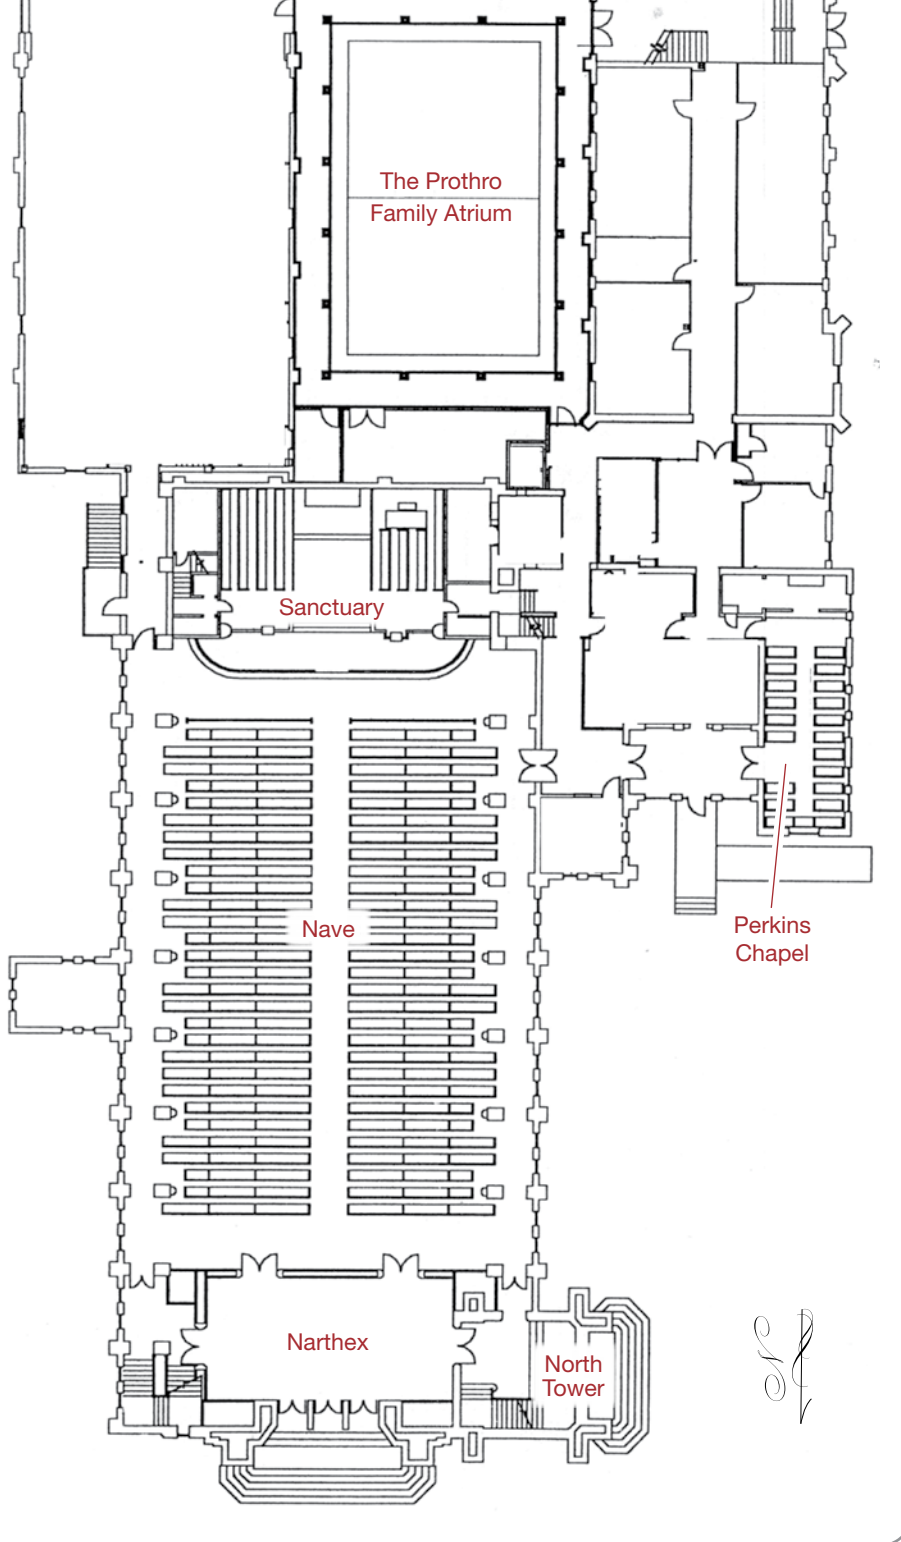 The Prothro
Family Atrium
Sanctuary
Nave
Perkins
Chapel
Narthex
North
Tower